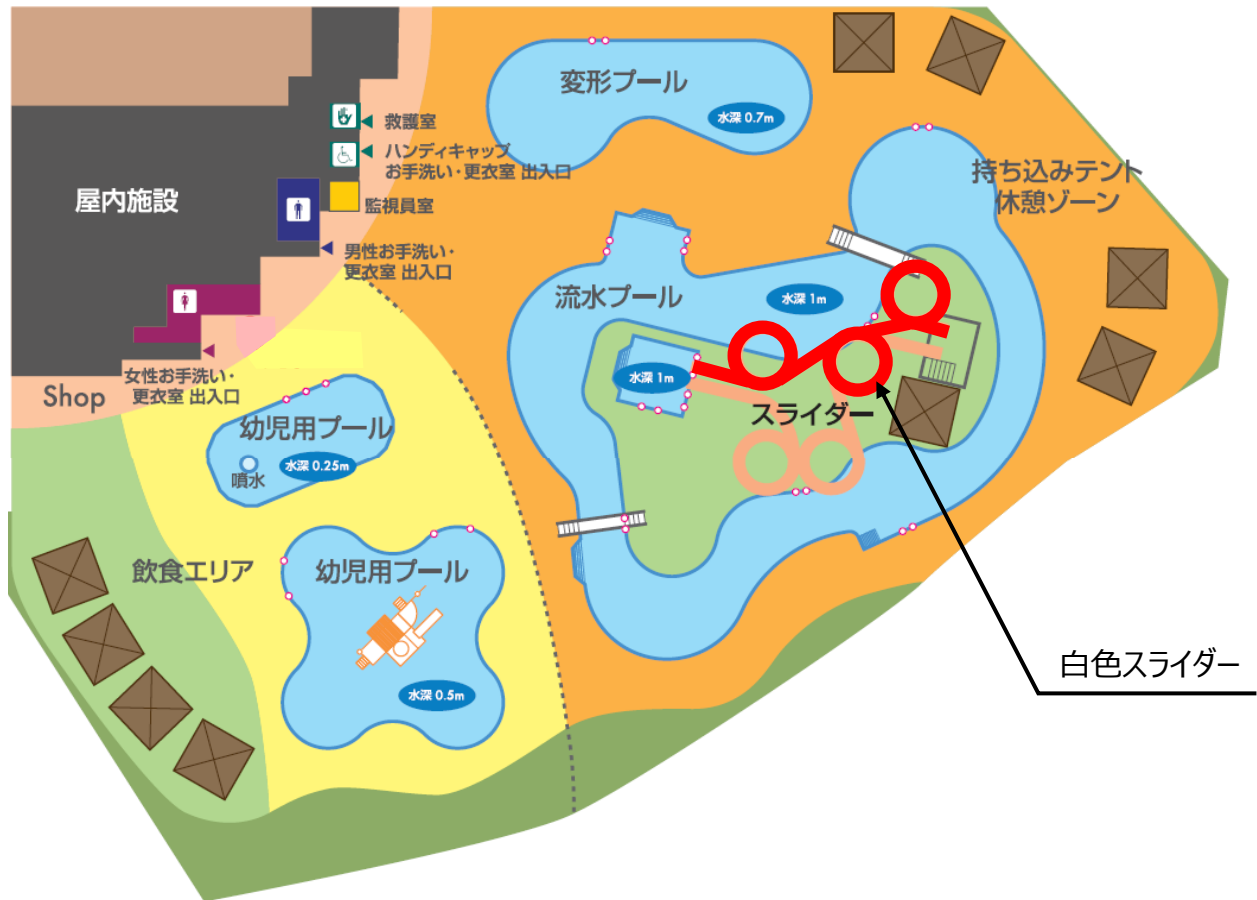 変形プール
水深 0.7m
救護室
ハンディキャップ
お手洗い・更衣室 出入口
持ち込みテント
休憩ゾーン
屋内施設
監視員室
男性お手洗い・
更衣室 出入口
流水プール
水深 1m
水深 1m
女性お手洗い・
更衣室 出入口
Shop
スライダー
幼児用プール
水深 0.25m
噴水
飲食エリア
幼児用プール
水深 0.5m
白色スライダー